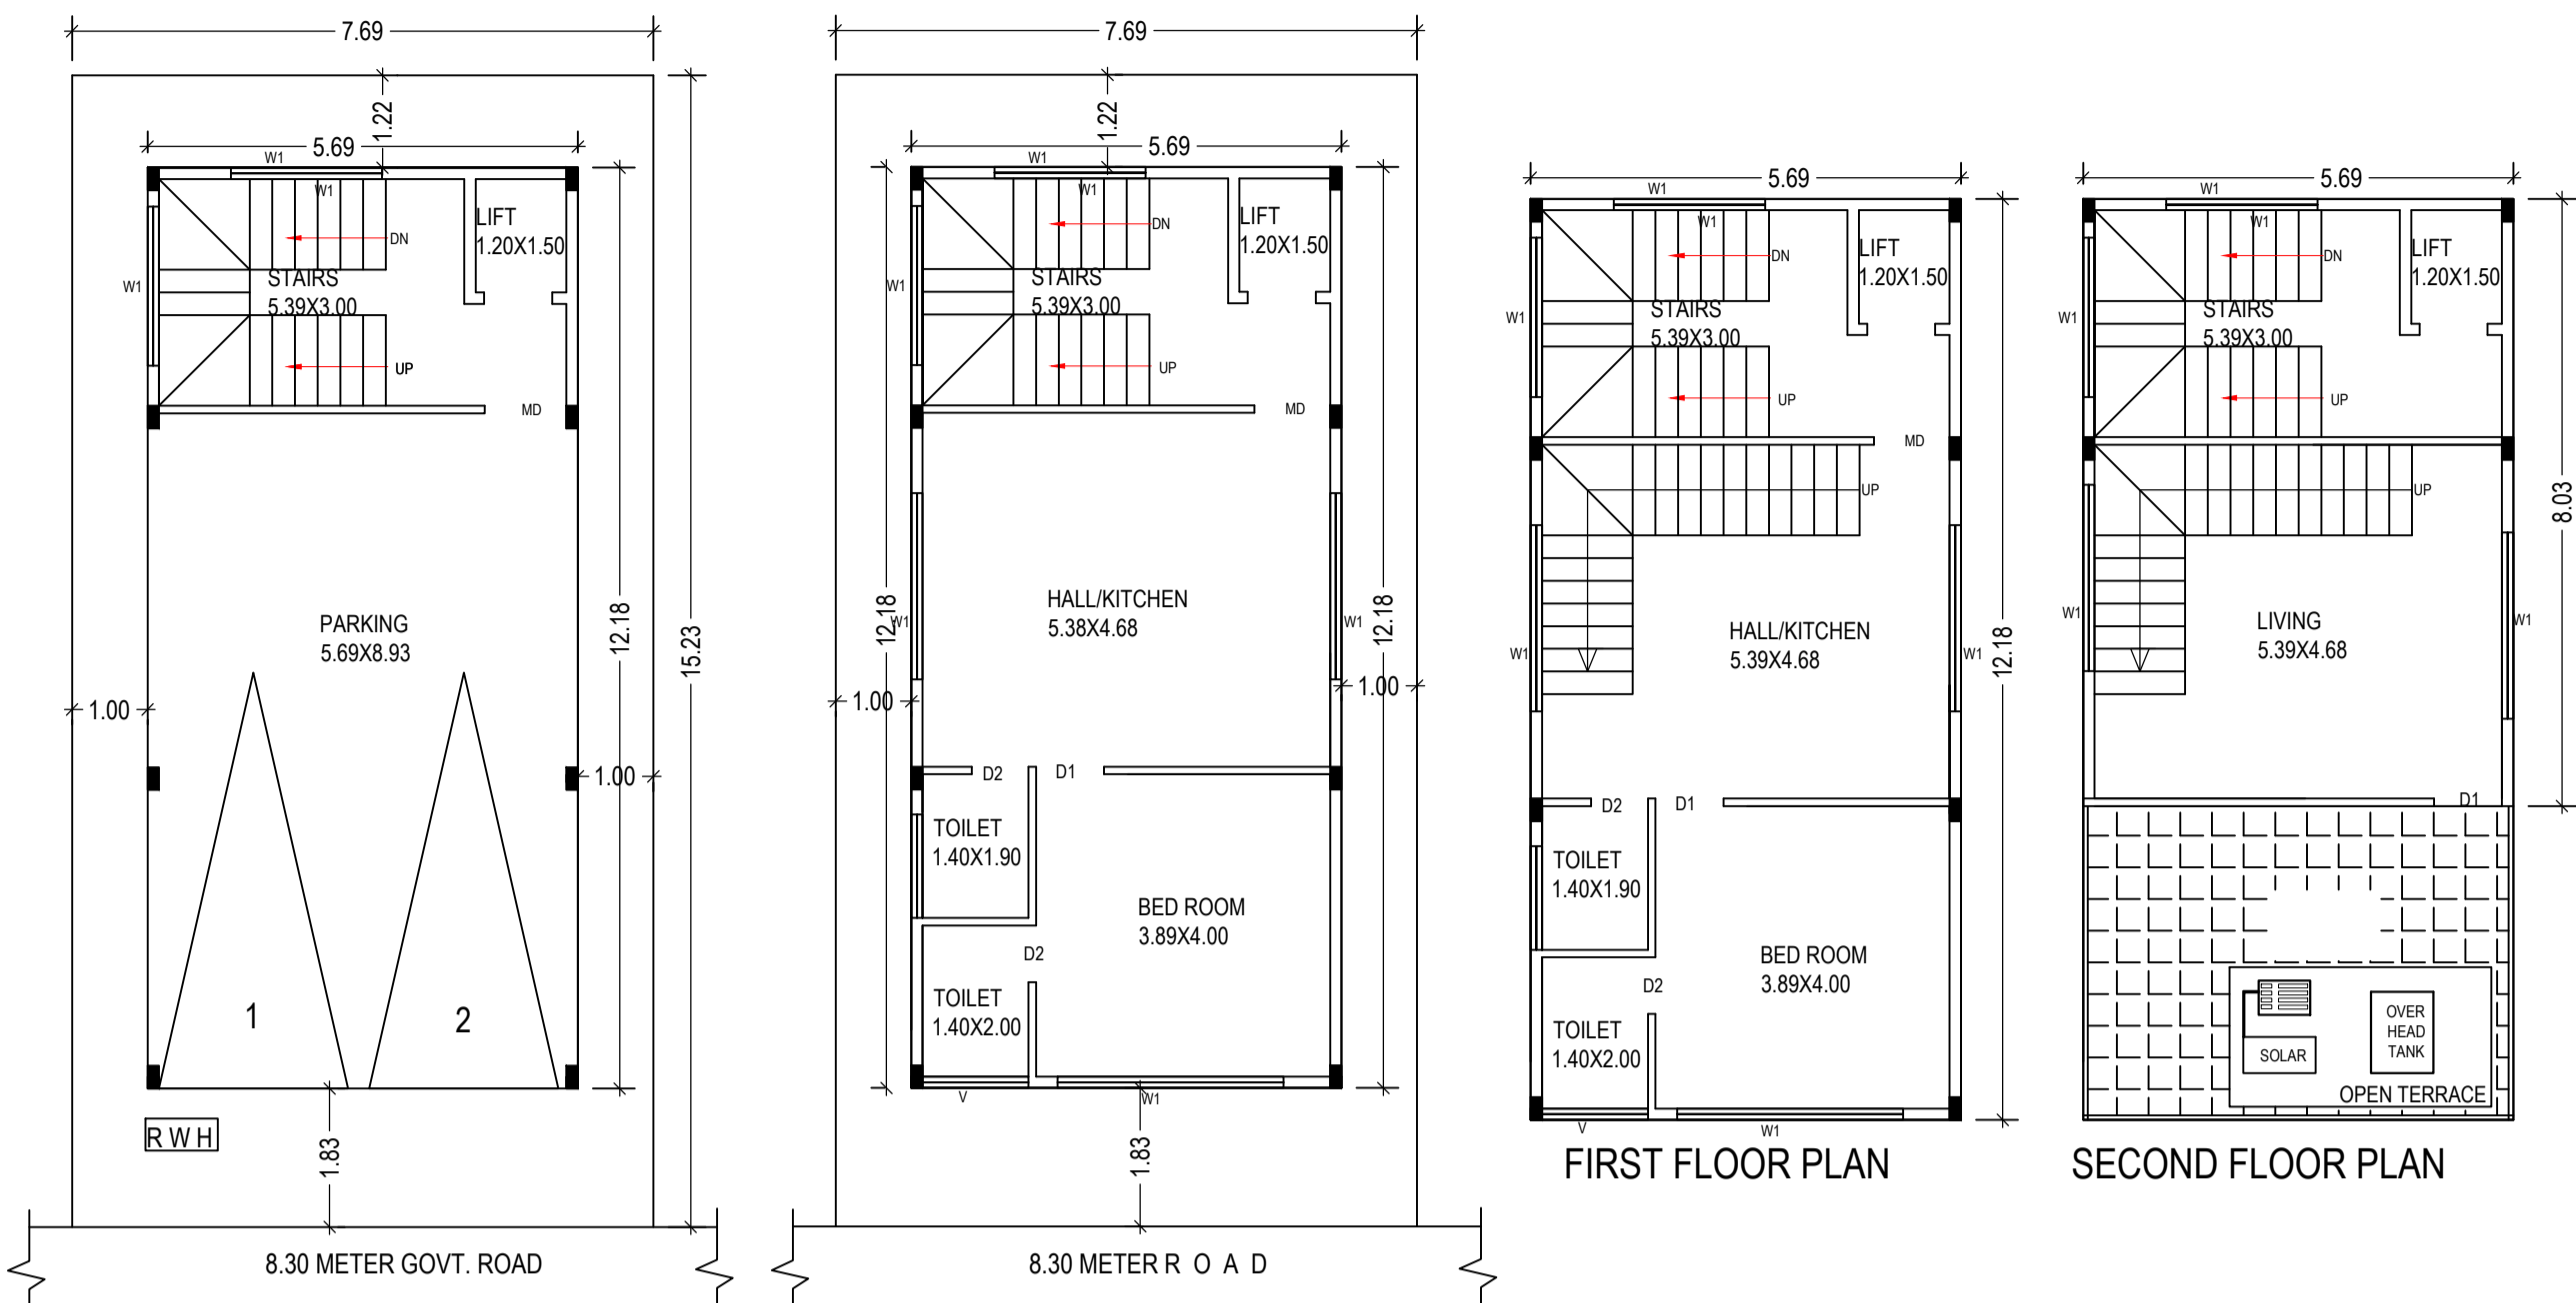 7.69
1.22
5.69
W1
W1
LIFT
1.20X1.50
DN
STAIRS
5.39X3.00
W1
UP
MD
PARKING
5.69X8.93
12.18
15.23
1.00
1.00
1
2
R W H
1.83
8.30 METER GOVT. ROAD
7.69
1.22
5.69
W1
W1
LIFT
1.20X1.50
DN
STAIRS
5.39X3.00
W1
UP
MD
HALL/KITCHEN
5.38X4.68
12.18
W1
W1
12.18
1.00
1.00
D2
D1
TOILET
1.40X1.90
BED ROOM
3.89X4.00
D2
TOILET
1.40X2.00
V
W1
1.83
8.30 METER R O A D
5.69
W1
W1
LIFT
1.20X1.50
DN
STAIRS
5.39X3.00
W1
UP
MD
UP
HALL/KITCHEN
5.39X4.68
W1
W1
12.18
D2
D1
TOILET
1.40X1.90
BED ROOM
3.89X4.00
D2
TOILET
1.40X2.00
V
W1
FIRST FLOOR PLAN
5.69
W1
W1
LIFT
1.20X1.50
DN
STAIRS
5.39X3.00
W1
UP
UP
8.03
LIVING
5.39X4.68
W1
W1
D1
OVER
HEAD
TANK
SOLAR
OPEN TERRACE
SECOND FLOOR PLAN